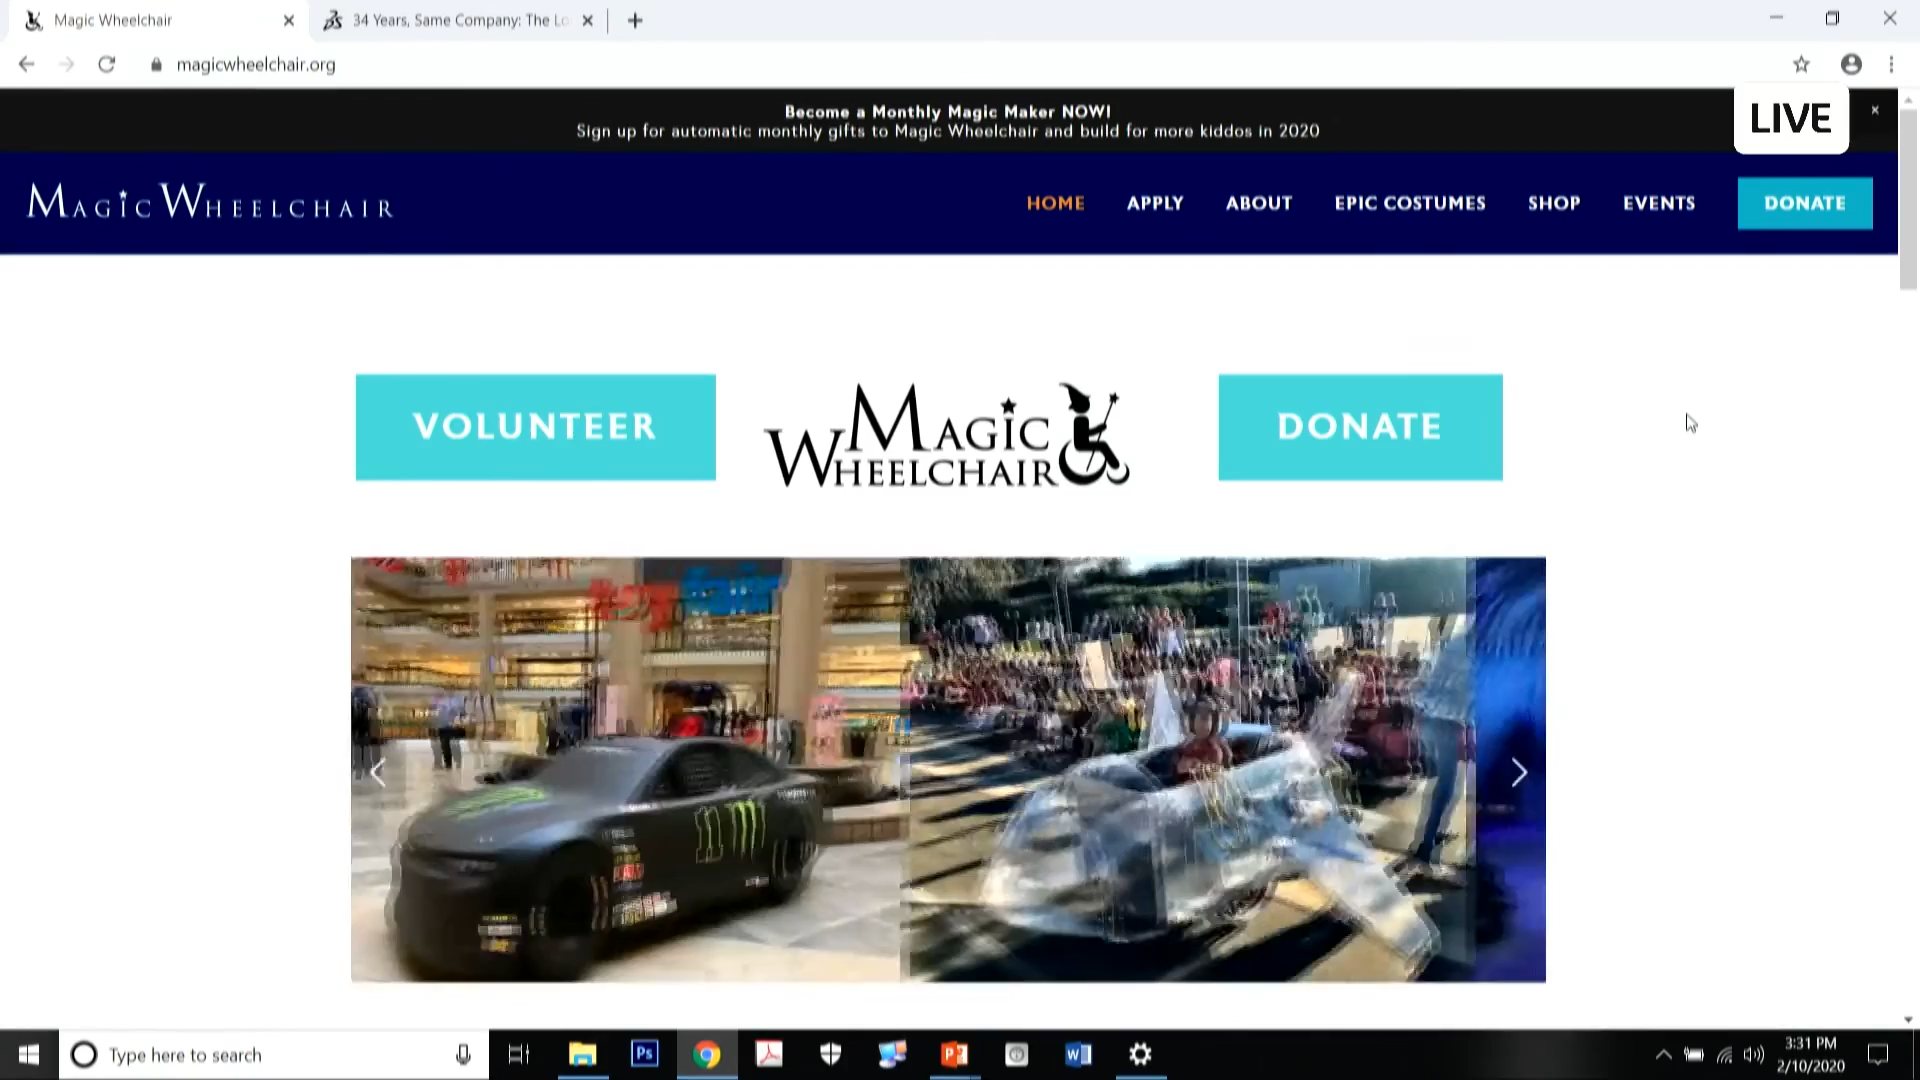 Magic Wheelchair
34 Years, Same Company: The Lo
magicwheelchair.org
Become a Monthly Magic Maker NOW!
Sign up for automatic monthly gifts to Magic Wheelchair and build for more kiddos in 2020
LIVE
MAGIC WHEELCHAIR
HOME APPLY ABOUT EPIC COSTUMES SHOP EVENTS DONATE
VOLUNTEER
MAGIC
WHEELCHAIR
DONATE
Type here to search
Ps
3:31 PM
2/10/2020